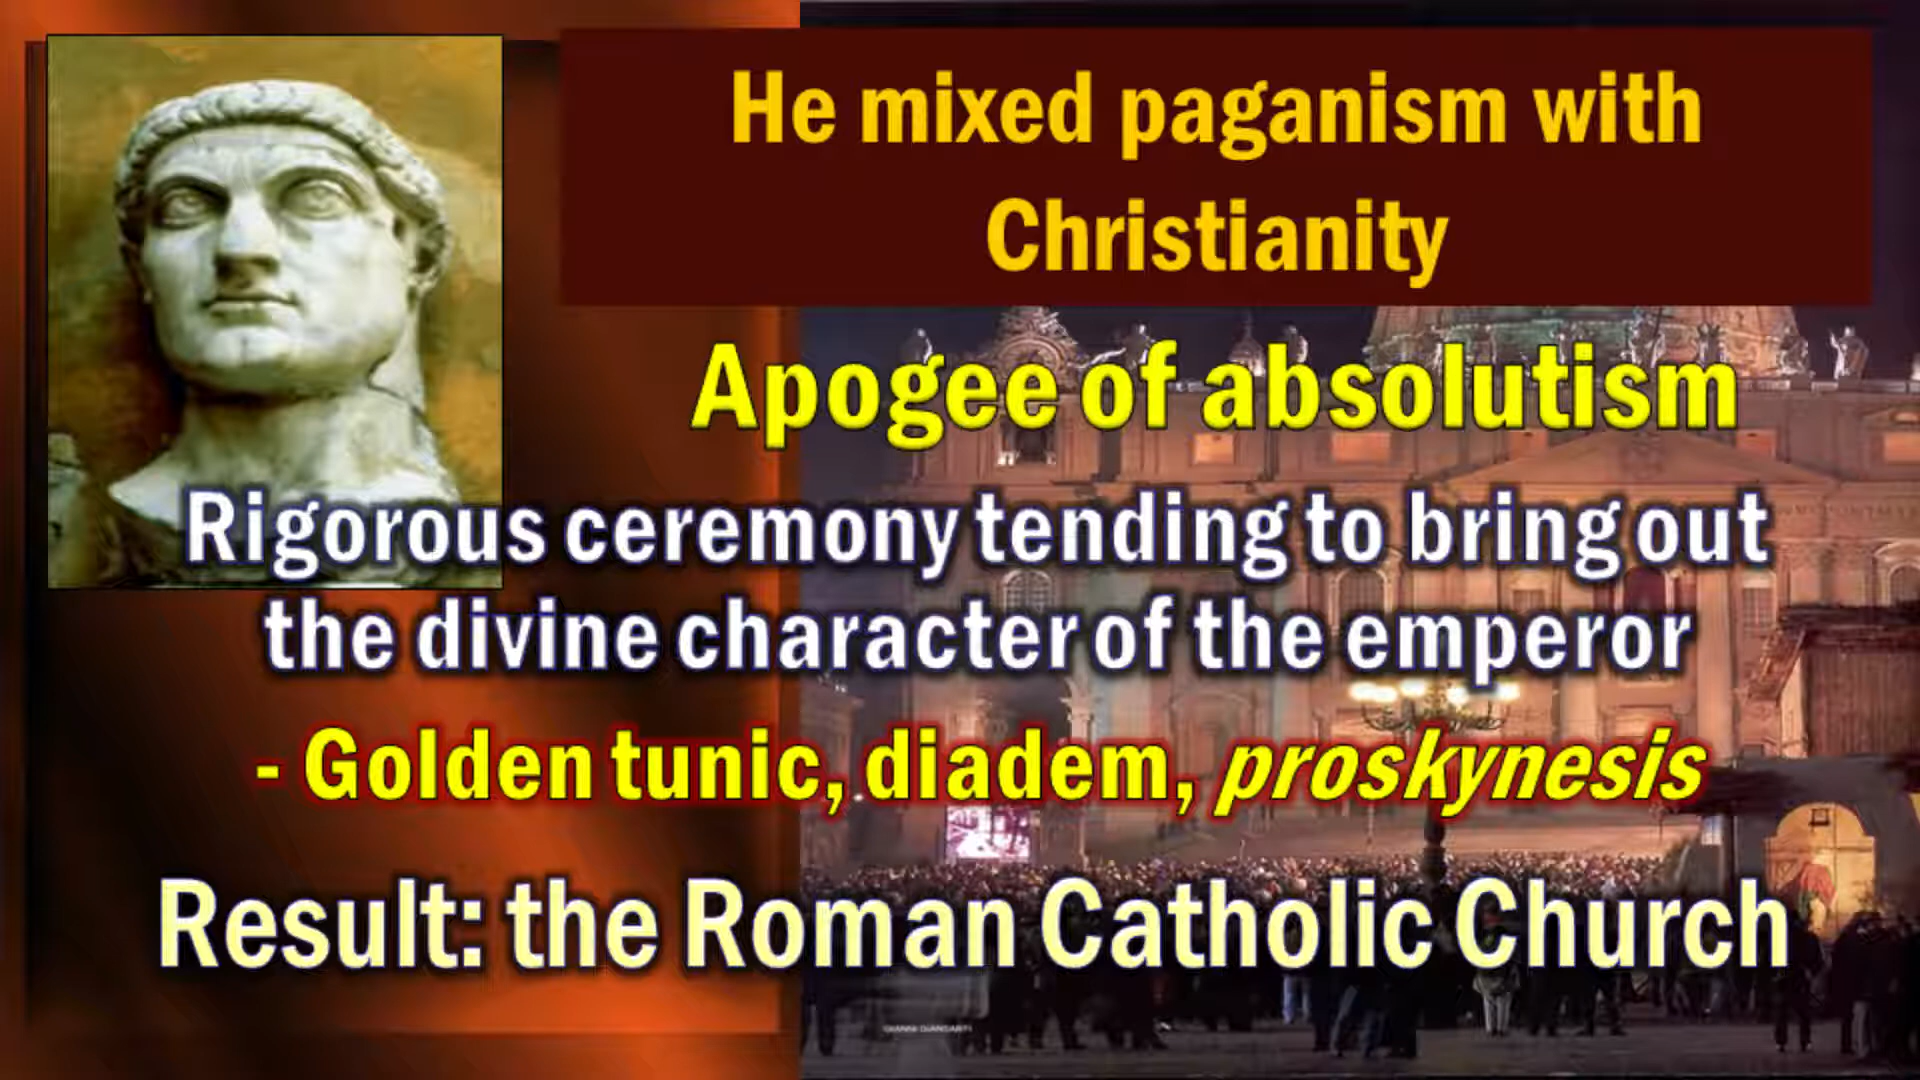 He mixed paganism with
Christianity
Apogee of absolutism
Rigorous ceremony tending to bring out
the divine character of the emperor
- Golden tunic, diadem, proskynesis
Result: the Roman Catholic Church